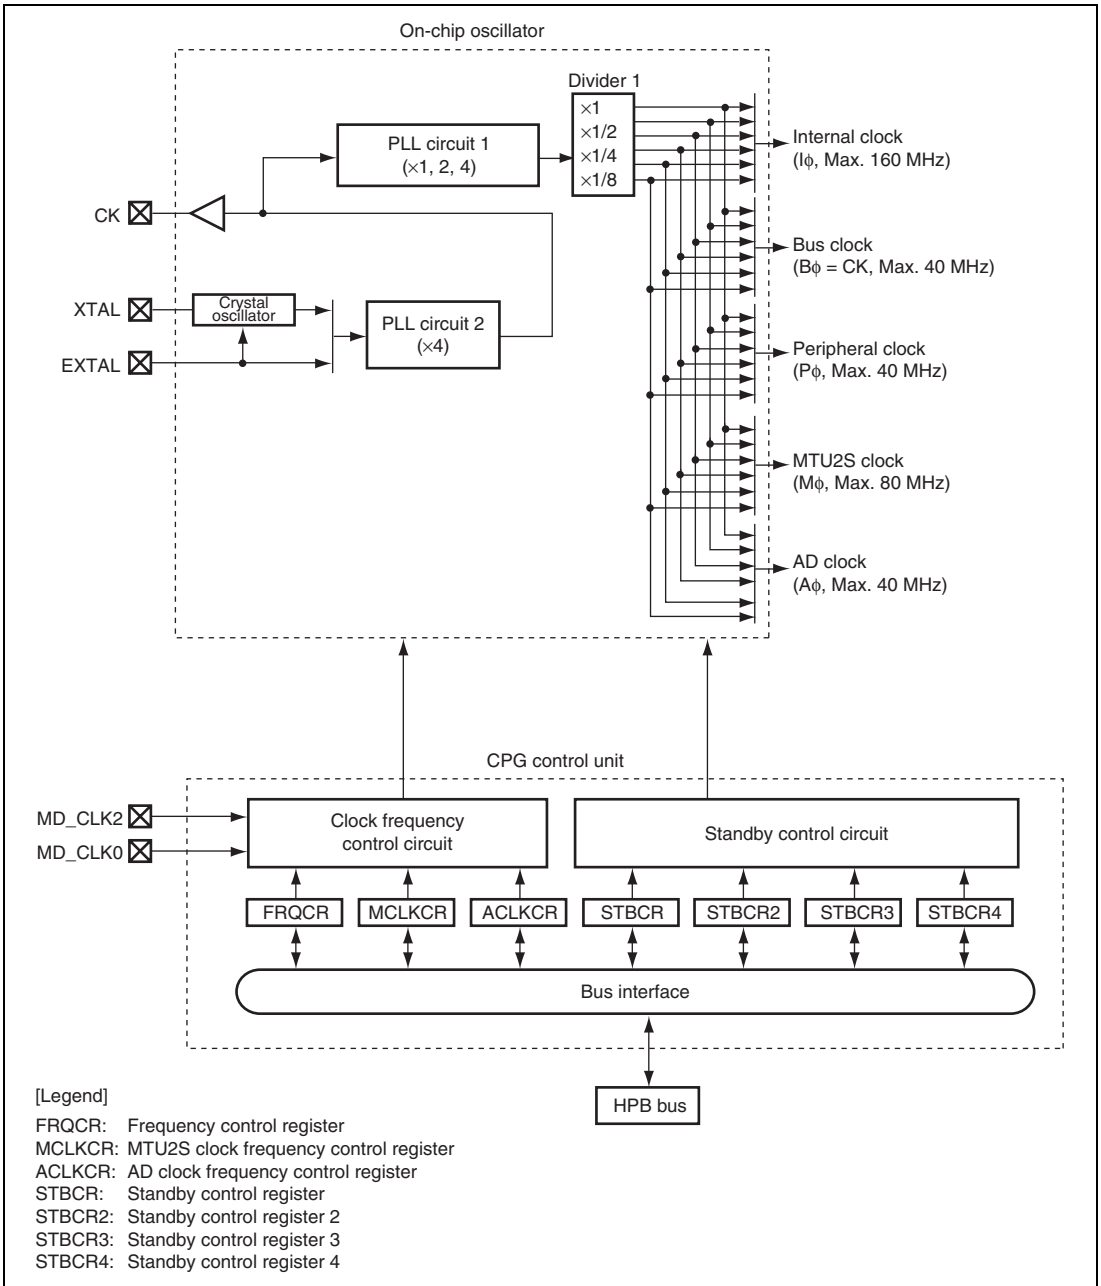 On-chip oscillator
Divider 1
×1
×1/2
×1/4
×1/8
PLL circuit 1
(×1, 2, 4)
Internal clock
(Iϕ, Max. 160 MHz)
CK
Bus clock
(Bϕ = CK, Max. 40 MHz)
XTAL
Crystal
oscillator
PLL circuit 2
(×4)
EXTAL
Peripheral clock
(Pϕ, Max. 40 MHz)
MTU2S clock
(Mϕ, Max. 80 MHz)
AD clock
(Aϕ, Max. 40 MHz)
CPG control unit
MD_CLK2
MD_CLK0
Clock frequency
control circuit
Standby control circuit
FRQCR
MCLKCR
ACLKCR
STBCR
STBCR2
STBCR3
STBCR4
Bus interface
HPB bus
[Legend]
FRQCR: Frequency control register
MCLKCR: MTU2S clock frequency control register
ACLKCR: AD clock frequency control register
STBCR: Standby control register
STBCR2: Standby control register 2
STBCR3: Standby control register 3
STBCR4: Standby control register 4